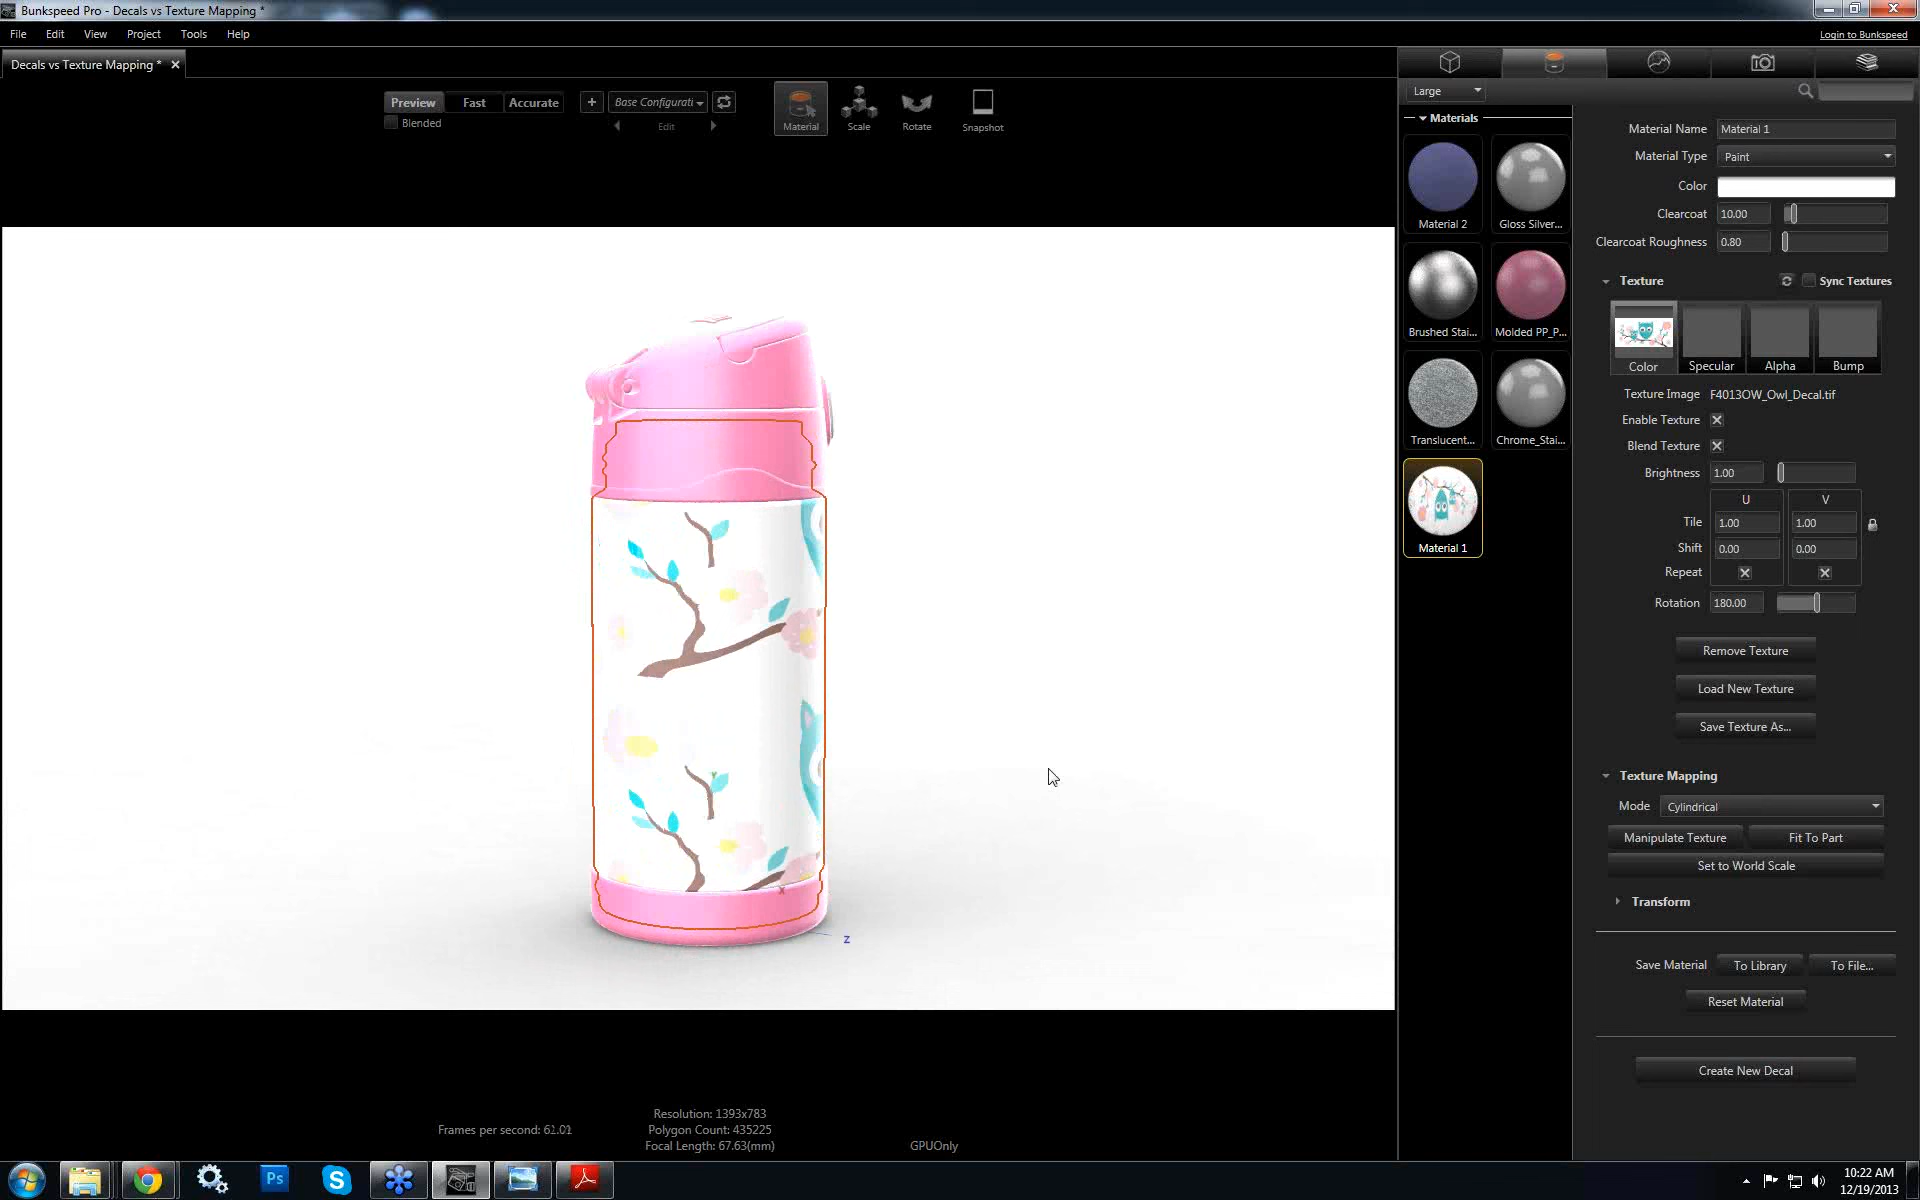 Bunkspeed Pro - Decals vs Texture Mapping *
File Edit View Project Tools Help
Login to Bunkspeed
Decals vs Texture Mapping *
Preview Fast Accurate
Base Configurati
Blended
Edit
Material Scale Rotate Snapshot
Large
Materials
Material 2 Gloss Silver...
Brushed Stai... Molded PP_P...
Translucent... Chrome_Stai...
Material 1
Material Name Material 1
Material Type Paint
Color
Clearcoat 10.00
Clearcoat Roughness 0.80
Texture Sync Textures
Color Specular Alpha Bump
Texture Image F4013OW_Owl_Decal.tif
Enable Texture
Blend Texture
Brightness 1.00
U V
Tile 1.00 1.00
Shift 0.00 0.00
Repeat
Rotation 180.00
Remove Texture
Load New Texture
Save Texture As...
Texture Mapping
Mode Cylindrical
Manipulate Texture Fit To Part
Set to World Scale
Transform
Save Material To Library To File...
Reset Material
Create New Decal
X
Z
Frames per second: 61.01
Resolution: 1393x783
Polygon Count: 435225
Focal Length: 67.63(mm)
GPUOnly
Ps
10:22 AM
12/19/2013